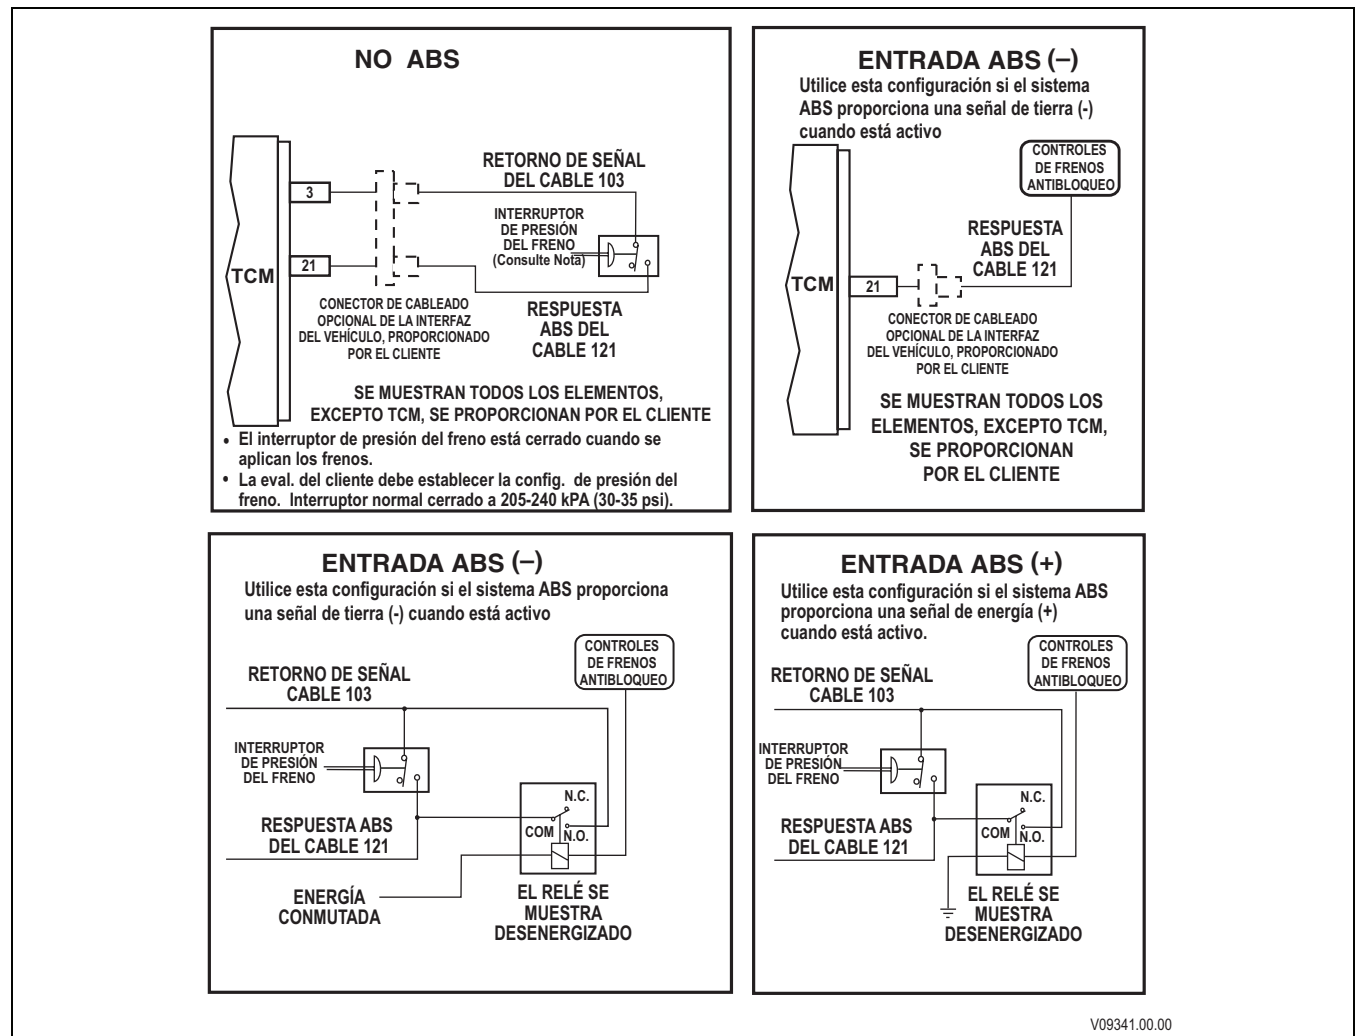 NO ABS
RETORNO DE SEÑAL
DEL CABLE 103
3
INTERRUPTOR
DE PRESIÓN
DEL FRENO
(Consulte Nota)
TCM
21
CONECTOR DE CABLEADO
OPCIONAL DE LA INTERFAZ
DEL VEHÍCULO, PROPORCIONADO
POR EL CLIENTE
RESPUESTA
ABS DEL
CABLE 121
SE MUESTRAN TODOS LOS ELEMENTOS,
EXCEPTO TCM, SE PROPORCIONAN POR EL CLIENTE
• El interruptor de presión del freno está cerrado cuando se
aplican los frenos.
• La eval. del cliente debe establecer la config. de presión del
freno. Interruptor normal cerrado a 205-240 kPA (30-35 psi).
ENTRADA ABS (–)
Utilice esta configuración si el sistema
ABS proporciona una señal de tierra (-)
cuando está activo
CONTROLES
DE FRENOS
ANTIBLOQUEO
RESPUESTA
ABS DEL
CABLE 121
TCM
21
CONECTOR DE CABLEADO
OPCIONAL DE LA INTERFAZ
DEL VEHÍCULO, PROPORCIONADO
POR EL CLIENTE
SE MUESTRAN TODOS LOS
ELEMENTOS, EXCEPTO TCM,
SE PROPORCIONAN
POR EL CLIENTE
ENTRADA ABS (–)
Utilice esta configuración si el sistema ABS proporciona
una señal de tierra (-) cuando está activo
CONTROLES
DE FRENOS
ANTIBLOQUEO
RETORNO DE SEÑAL
CABLE 103
INTERRUPTOR
DE PRESIÓN
DEL FRENO
N.C.
COM
N.O.
RESPUESTA ABS
DEL CABLE 121
ENERGÍA
CONMUTADA
EL RELÉ SE
MUESTRA
DESENERGIZADO
ENTRADA ABS (+)
Utilice esta configuración si el sistema ABS
proporciona una señal de energía (+)
cuando está activo.
CONTROLES
DE FRENOS
ANTIBLOQUEO
RETORNO DE SEÑAL
CABLE 103
INTERRUPTOR
DE PRESIÓN
DEL FRENO
N.C.
COM
N.O.
RESPUESTA ABS
DEL CABLE 121
EL RELÉ SE
MUESTRA
DESENERGIZADO
V09341.00.00